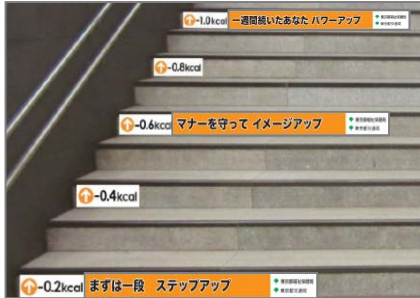 -1.0kcal 一週間続いたあなた パワーアップ
-0.8kcal
-0.6kcal マナーを守って イメージアップ
-0.4kcal
-0.2kcal まずは一段 ステップアップ